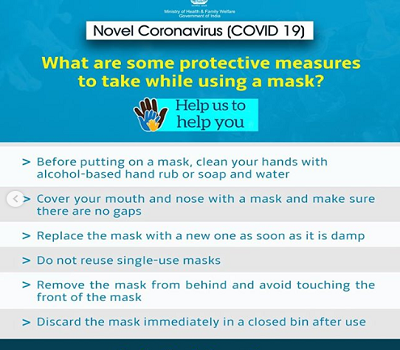 Ministry of Health & Family Welfare
Government of India
Novel Coronavirus (COVID 19)
What are some protective measures
to take while using a mask?
Help us to
help you
> Before putting on a mask, clean your hands with
alcohol-based hand rub or soap and water
> Cover your mouth and nose with a mask and make sure
there are no gaps
> Replace the mask with a new one as soon as it is damp
> Do not reuse single-use masks
> Remove the mask from behind and avoid touching the
front of the mask
> Discard the mask immediately in a closed bin after use